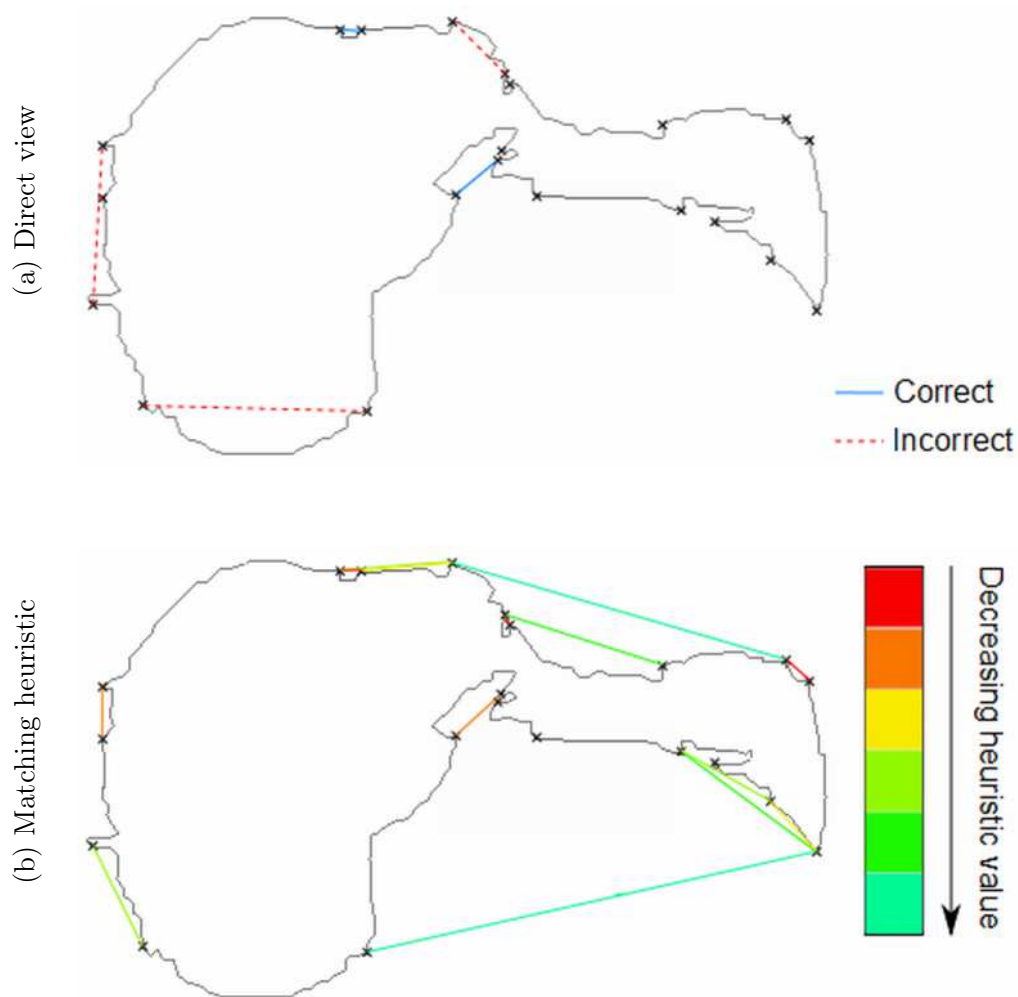 (a) Direct view
Correct
Incorrect
(b) Matching heuristic
Decreasing heuristic value